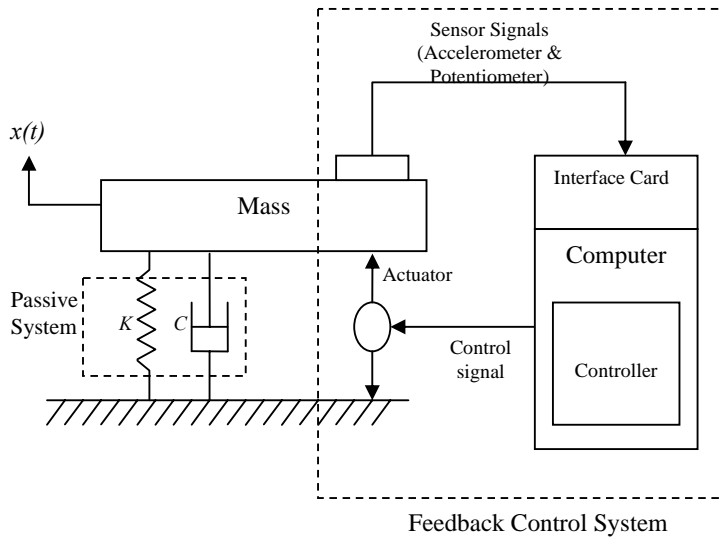 Sensor Signals
(Accelerometer &
Potentiometer)
x(t)
Interface Card
Mass
Computer
Actuator
Passive
System
K
C
Control
signal
Controller
Feedback Control System